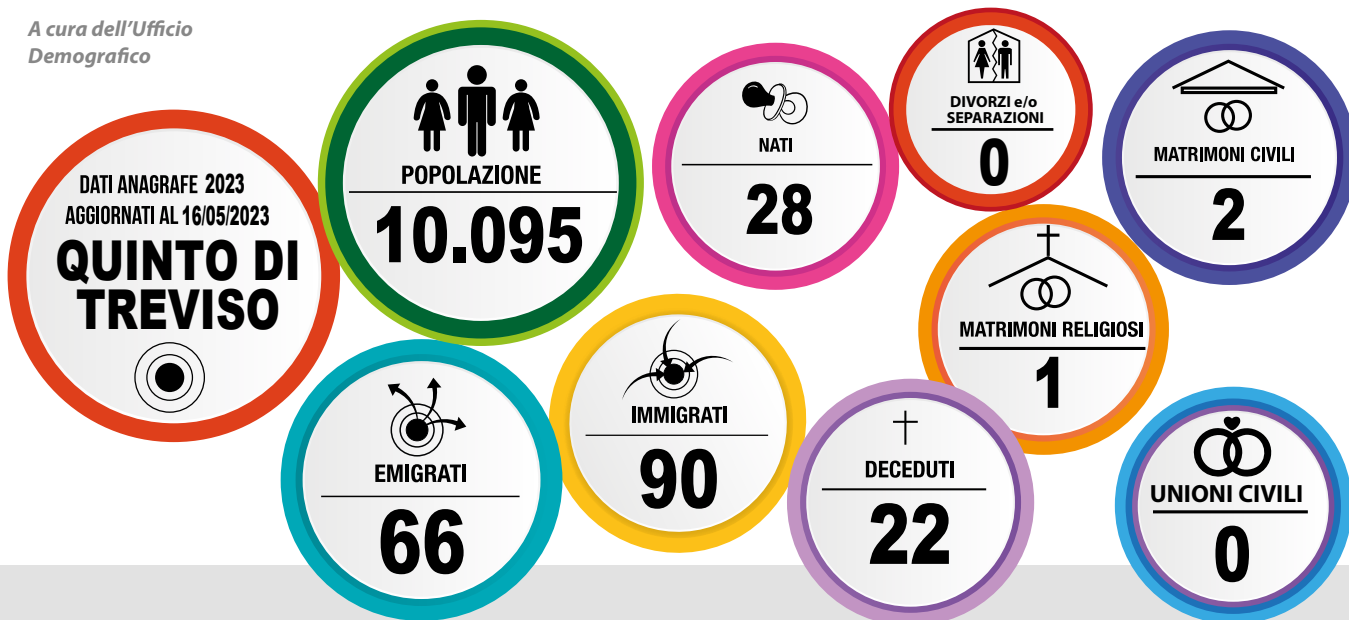 A cura dell'Ufficio
Demografico
DATI ANAGRAFE 2023
AGGIORNATI AL 16/05/2023
QUINTO DI
TREVISO
POPOLAZIONE
10.095
NATI
28
DIVORZI e/o
SEPARAZIONI
0
MATRIMONI CIVILI
2
EMIGRATI
66
IMMIGRATI
90
DECEDUTI
22
MATRIMONI RELIGIOSI
1
UNIONI CIVILI
0